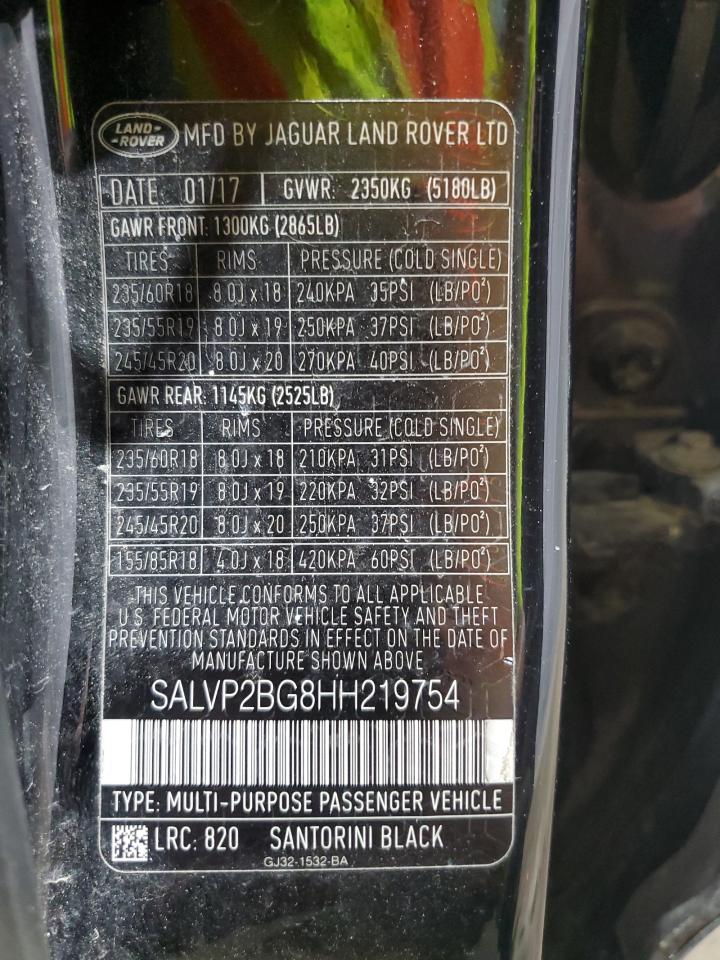 LAND- -ROVER MFD BY JAGUAR LAND ROVER LTD
DATE: 01/17 GVWR: 2350KG (5180LB)
GAWR FRONT: 1300KG (2865LB)
TIRES RIMS PRESSURE (COLD SINGLE)
235/60R18 8.0J x 18 240KPA 35PSI (LB/PO²)
235/55R19 8.0J x 19 250KPA 37PSI (LB/PO²)
245/45R20 8.0J x 20 270KPA 40PSI (LB/PO²)
GAWR REAR: 1145KG (2525LB)
TIRES RIMS PRESSURE (COLD SINGLE)
235/60R18 8.0J x 18 210KPA 31PSI (LB/PO²)
235/55R19 8.0J x 19 220KPA 32PSI (LB/PO²)
245/45R20 8.0J x 20 250KPA 37PSI (LB/PO²)
155/85R18 4.0J x 18 420KPA 60PSI (LB/PO²)
THIS VEHICLE CONFORMS TO ALL APPLICABLE
U.S. FEDERAL MOTOR VEHICLE SAFETY AND THEFT
PREVENTION STANDARDS IN EFFECT ON THE DATE OF
MANUFACTURE SHOWN ABOVE
SALVP2BG8HH219754
TYPE: MULTI-PURPOSE PASSENGER VEHICLE
LRC: 820 SANTORINI BLACK
GJ32-1532-BA